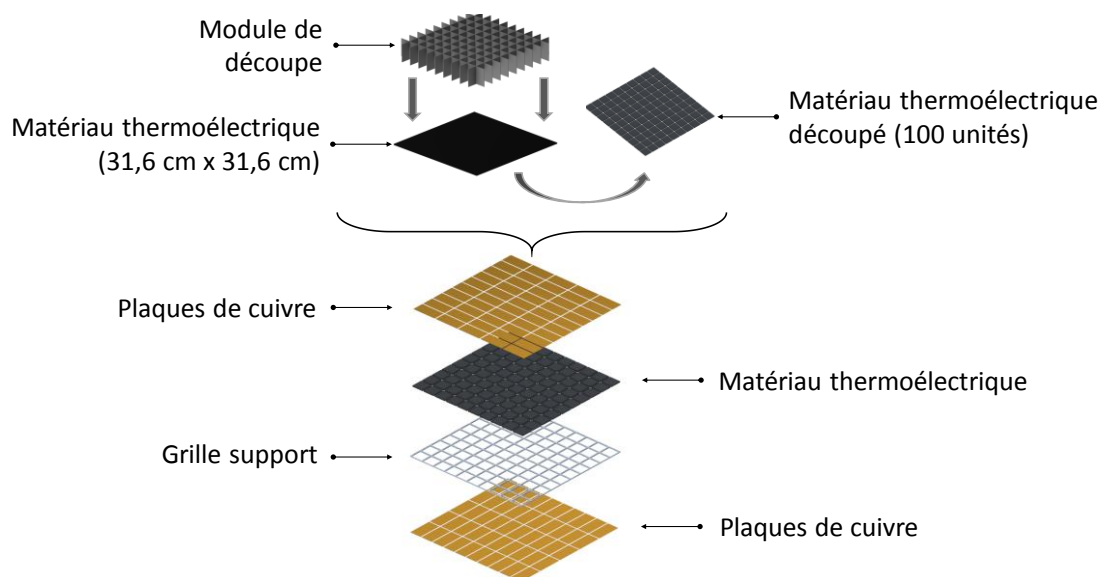 Module de
découpe
Matériau thermoélectrique
(31,6 cm x 31,6 cm)
Matériau thermoélectrique
découpé (100 unités)
Plaques de cuivre
Matériau thermoélectrique
Grille support
Plaques de cuivre